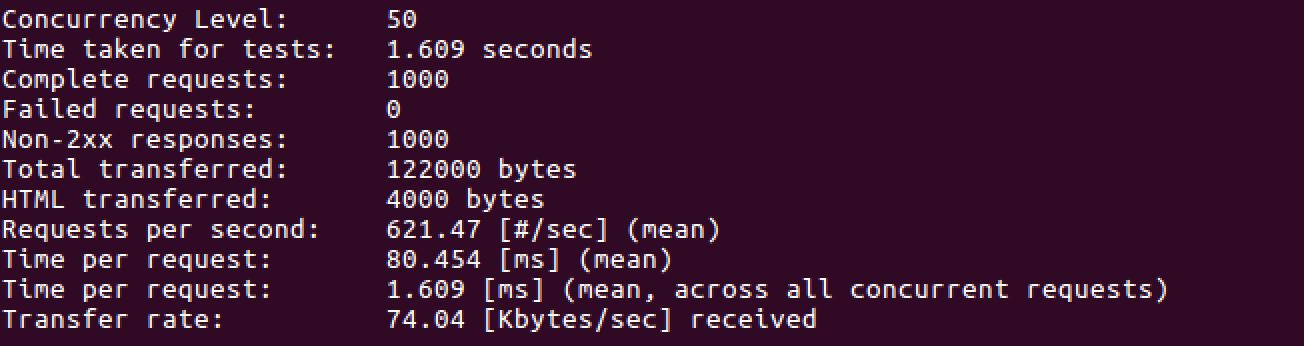 Concurrency Level:      50
Time taken for tests:   1.609 seconds
Complete requests:      1000
Failed requests:        0
Non-2xx responses:      1000
Total transferred:      122000 bytes
HTML transferred:       4000 bytes
Requests per second:    621.47 [#/sec] (mean)
Time per request:       80.454 [ms] (mean)
Time per request:       1.609 [ms] (mean, across all concurrent requests)
Transfer rate:          74.04 [Kbytes/sec] received